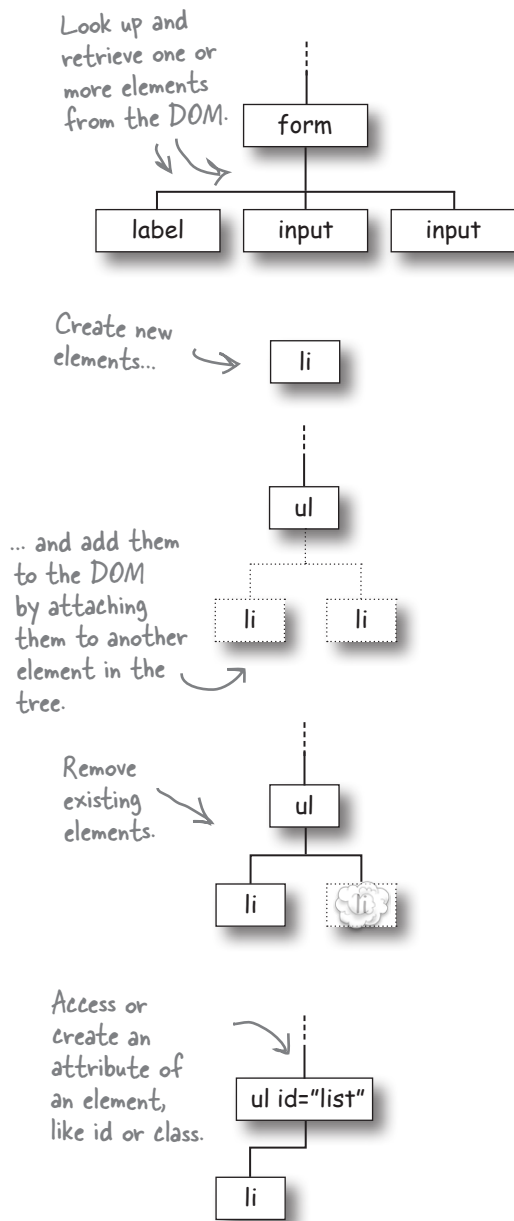 Look up and
retrieve one or
more elements
from the DOM.
form
label
input
input
Create new
elements...
li
ul
... and add them
to the DOM
by attaching
them to another
element in the
tree.
li
li
Remove
existing
elements.
ul
li
li
Access or
create an
attribute of
an element,
like id or class.
ul id="list"
li